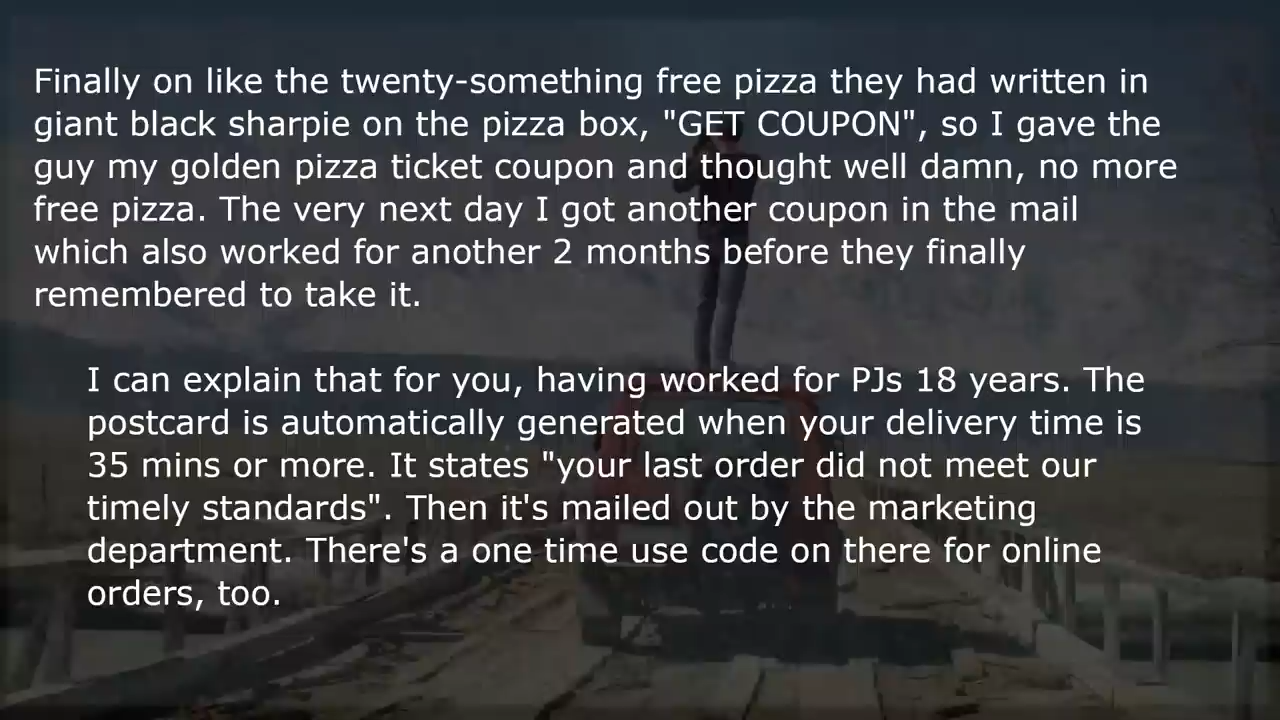 Finally on like the twenty-something free pizza they had written in
giant black sharpie on the pizza box, "GET COUPON", so I gave the
guy my golden pizza ticket coupon and thought well damn, no more
free pizza. The very next day I got another coupon in the mail
which also worked for another 2 months before they finally
remembered to take it.
I can explain that for you, having worked for PJs 18 years. The
postcard is automatically generated when your delivery time is
35 mins or more. It states "your last order did not meet our
timely standards". Then it's mailed out by the marketing
department. There's a one time use code on there for online
orders, too.